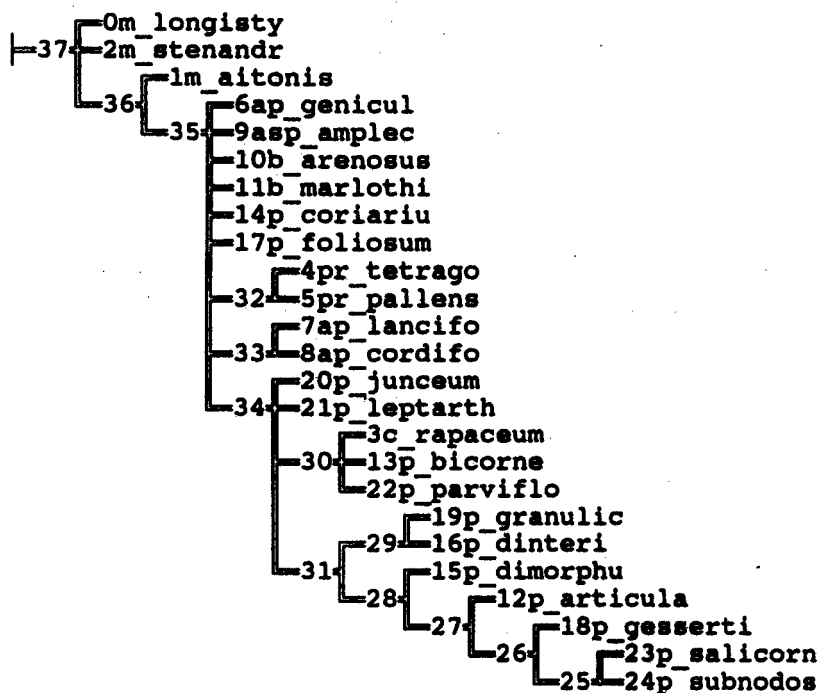 0m_longisty
37 2m_stenandr
1m_aitonis
36 6ap_genicul
35 9asp_amplec
10b_arenosus
11b_marlothi
14p_coriariu
17p_foliosum
4pr_tetrago
32 5pr_pallens
7ap_lancifo
33 8ap_cordifo
20p_junceum
34 21p_leptarth
3c_rapaceum
30 13p_bicorne
22p_parviflo
19p_granulic
29 16p_dinteri
31 15p_dimorphu
28 12p_articula
27 18p_gesserti
26 23p_salicorn
25 24p_subnodos